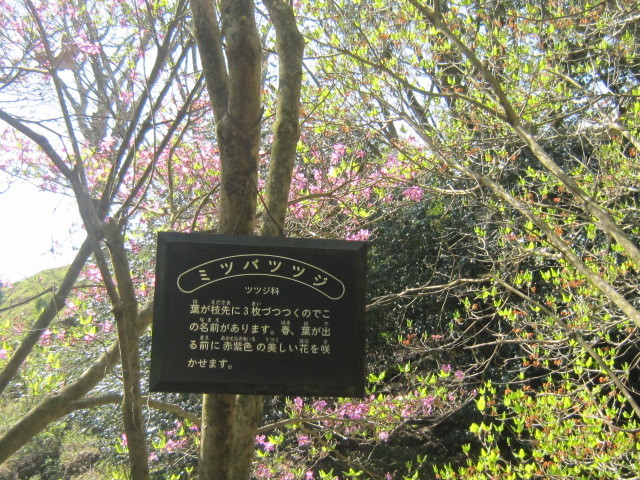 ミツバツツジ
ツツジ科
葉が枝先に3枚づつつくのでこ
の名前があります。春、葉が出
る前に赤紫色の美しい花を咲
かせます。